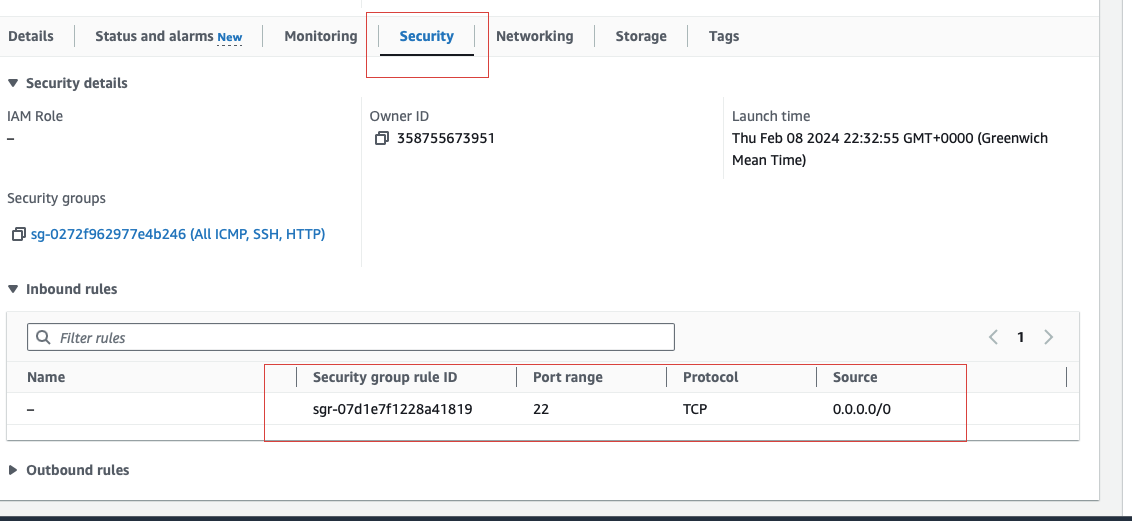 Details Status and alarms New Monitoring Security Networking Storage Tags
Security details
IAM Role
–
Owner ID
358755673951
Launch time
Thu Feb 08 2024 22:32:55 GMT+0000 (Greenwich
Mean Time)
Security groups
sg-0272f962977e4b246 (All ICMP, SSH, HTTP)
Inbound rules
Filter rules
1
Name Security group rule ID Port range Protocol Source
– sgr-07d1e7f1228a41819 22 TCP 0.0.0.0/0
Outbound rules